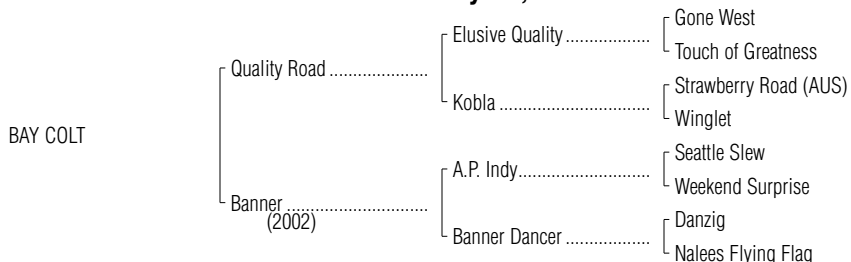 Gone West
Elusive Quality
Touch of Greatness
Quality Road
Strawberry Road (AUS)
Kobla
Winglet
BAY COLT
Seattle Slew
A.P. Indy
Weekend Surprise
Banner
(2002)
Danzig
Banner Dancer
Nalees Flying Flag